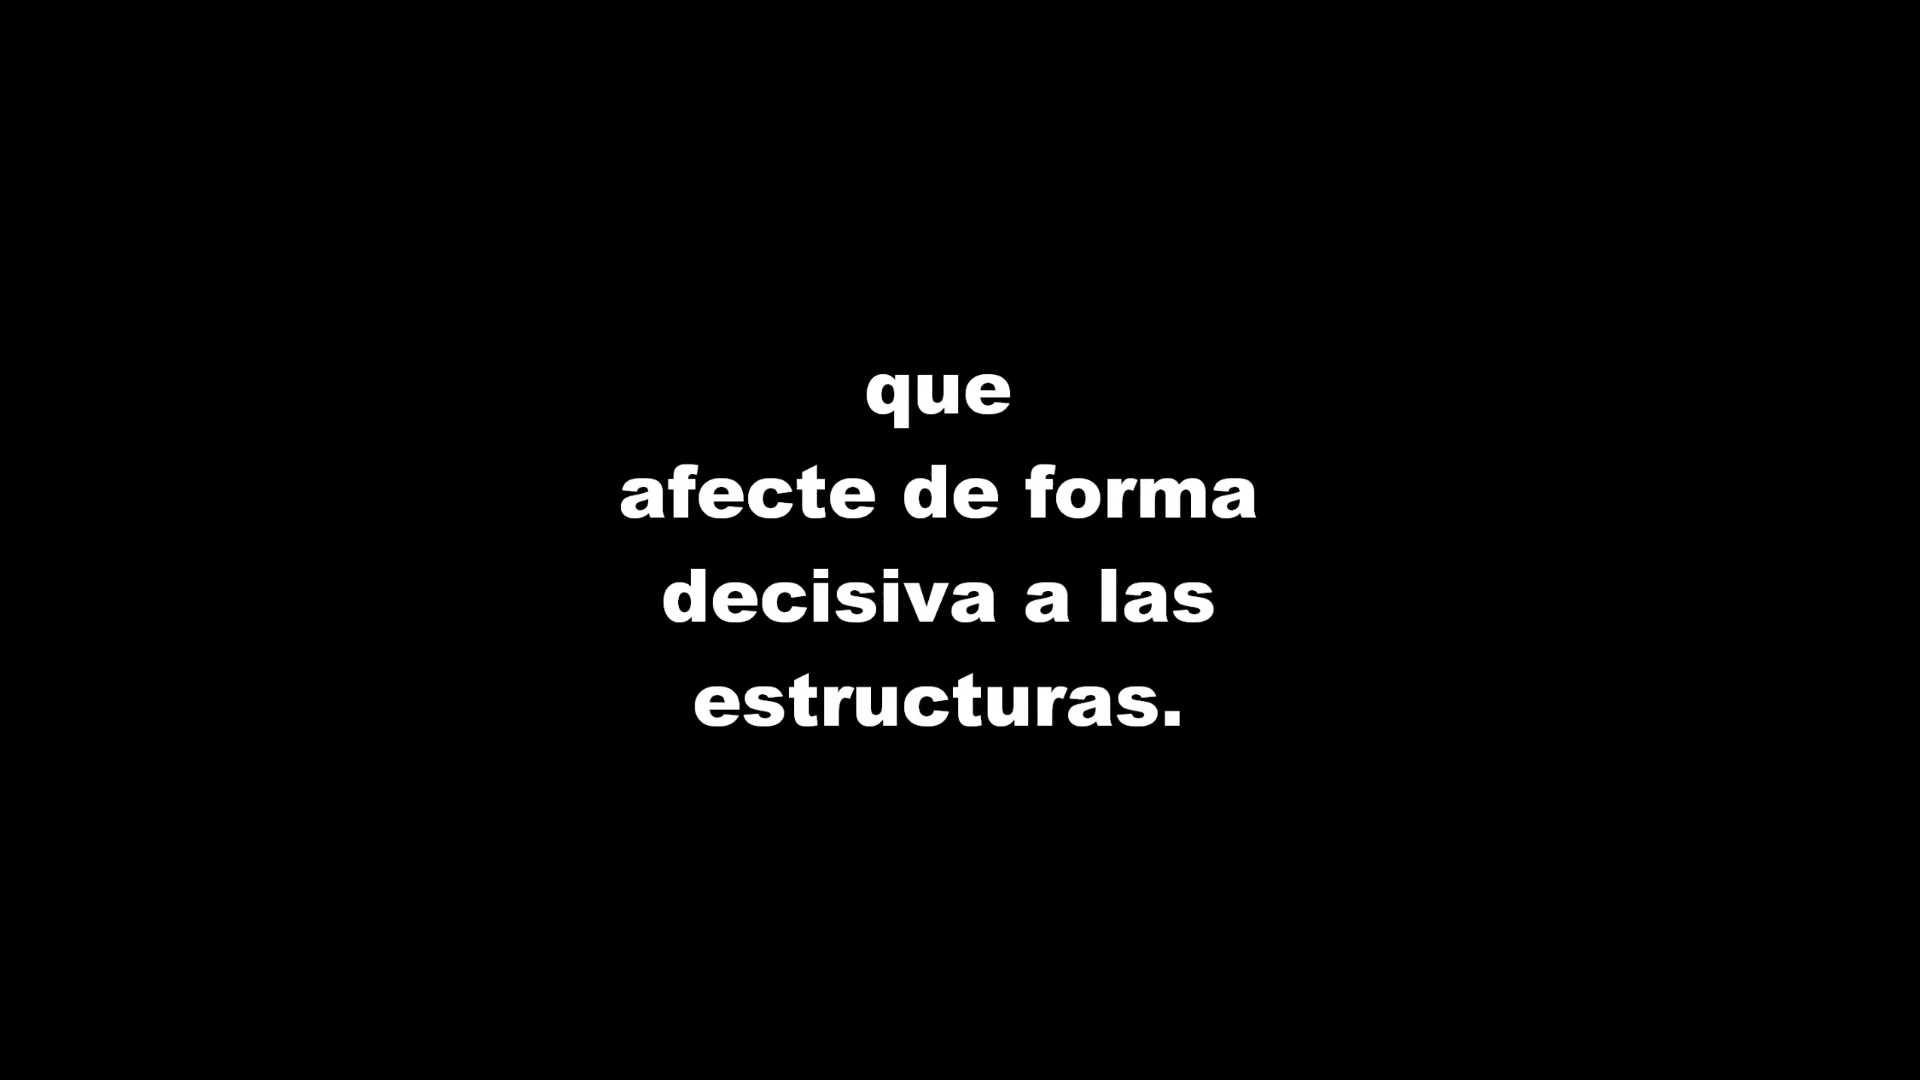 que
afecte de forma
decisiva a las
estructuras.